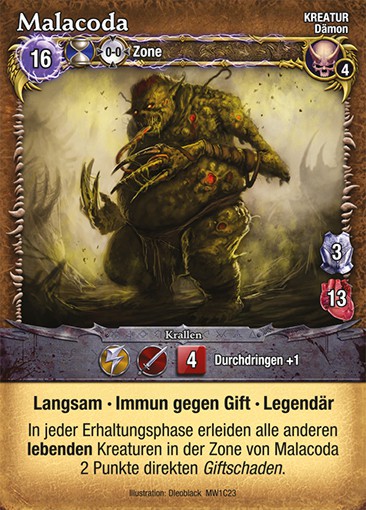 Malacoda
KREATUR
Dämon
16
0-0 Zone
4
3
13
Krallen
4 Durchdringen +1
Langsam · Immun gegen Gift · Legendär
In jeder Erhaltungsphase erleiden alle anderen
lebenden Kreaturen in der Zone von Malacoda
2 Punkte direkten Giftschaden.
Illustration: Dleoblack MW1C23